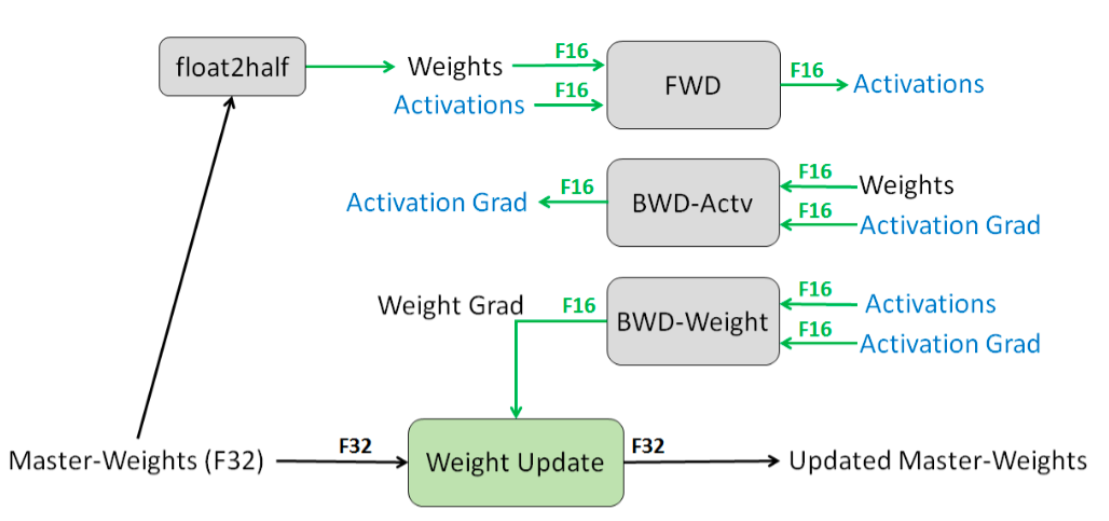 float2half
Weights
F16
Activations
F16
FWD
F16
Activations
Activation Grad
F16
BWD-Actv
F16
Weights
F16
Activation Grad
Weight Grad
F16
BWD-Weight
F16
Activations
F16
Activation Grad
Master-Weights (F32)
F32
Weight Update
F32
Updated Master-Weights